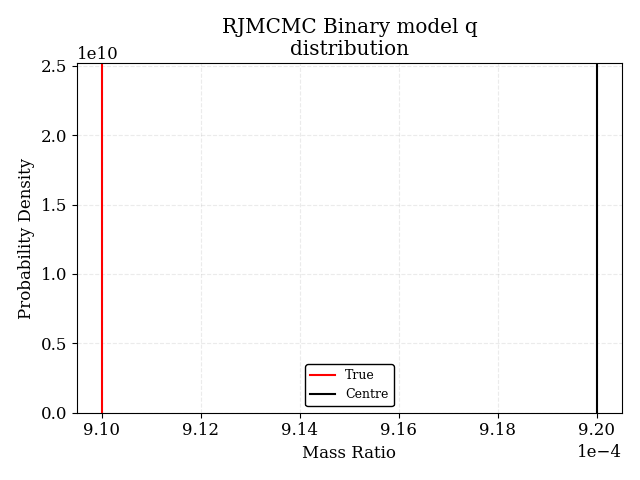 RJMCMC Binary model q
distribution
1e10
2.5
2.0
1.5
1.0
0.5
0.0
Probability Density
True
Centre
9.10 9.12 9.14 9.16 9.18 9.20
Mass Ratio
1e−4